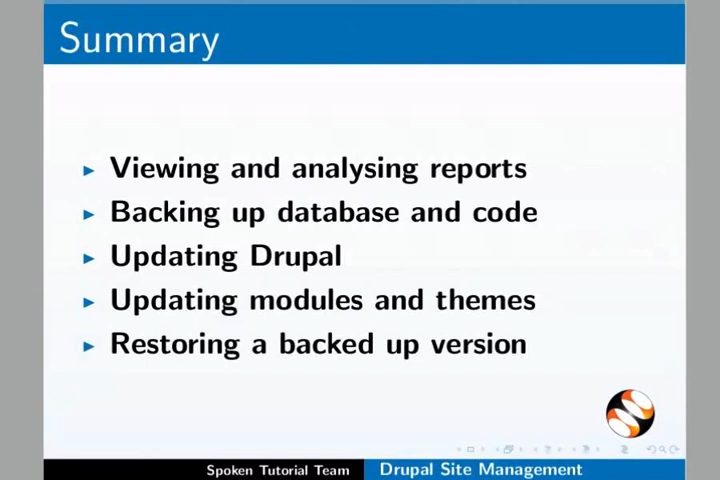 Summary
Viewing and analysing reports
Backing up database and code
Updating Drupal
Updating modules and themes
Restoring a backed up version
Spoken Tutorial Team
Drupal Site Management